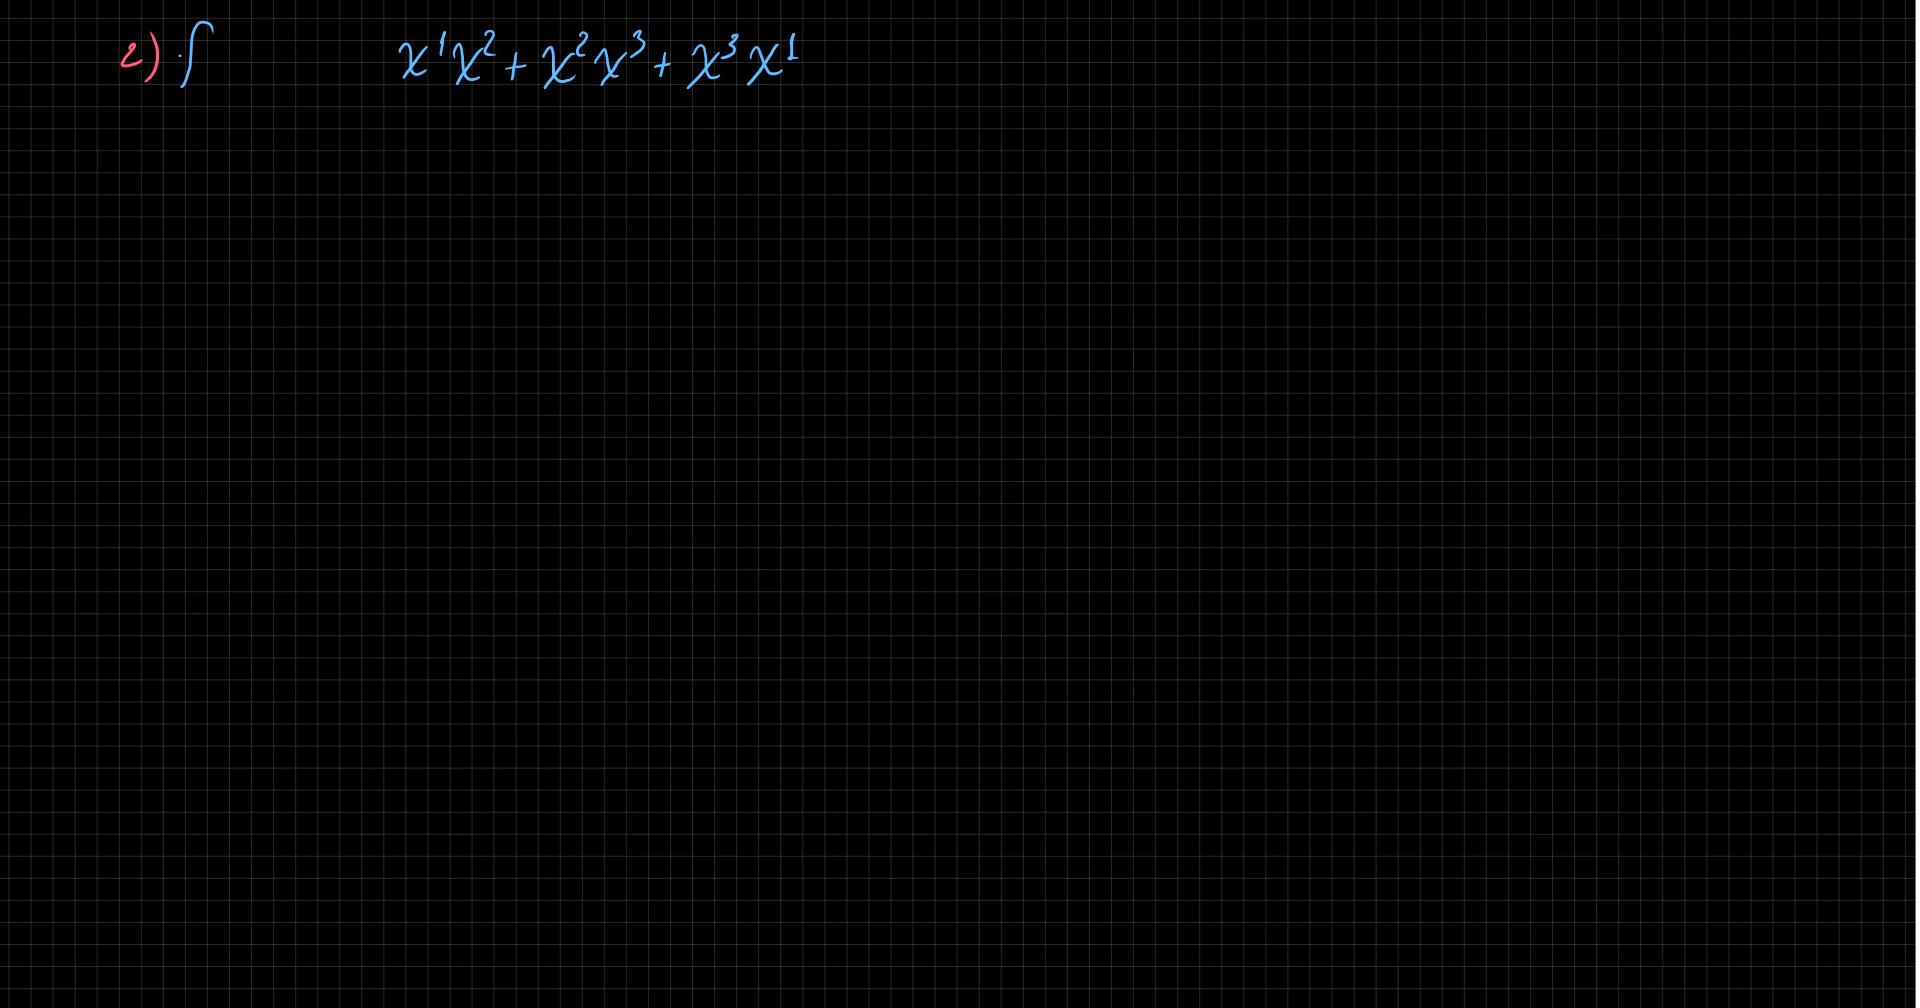 2) ∫ x¹x² + x²x³ + x³x¹